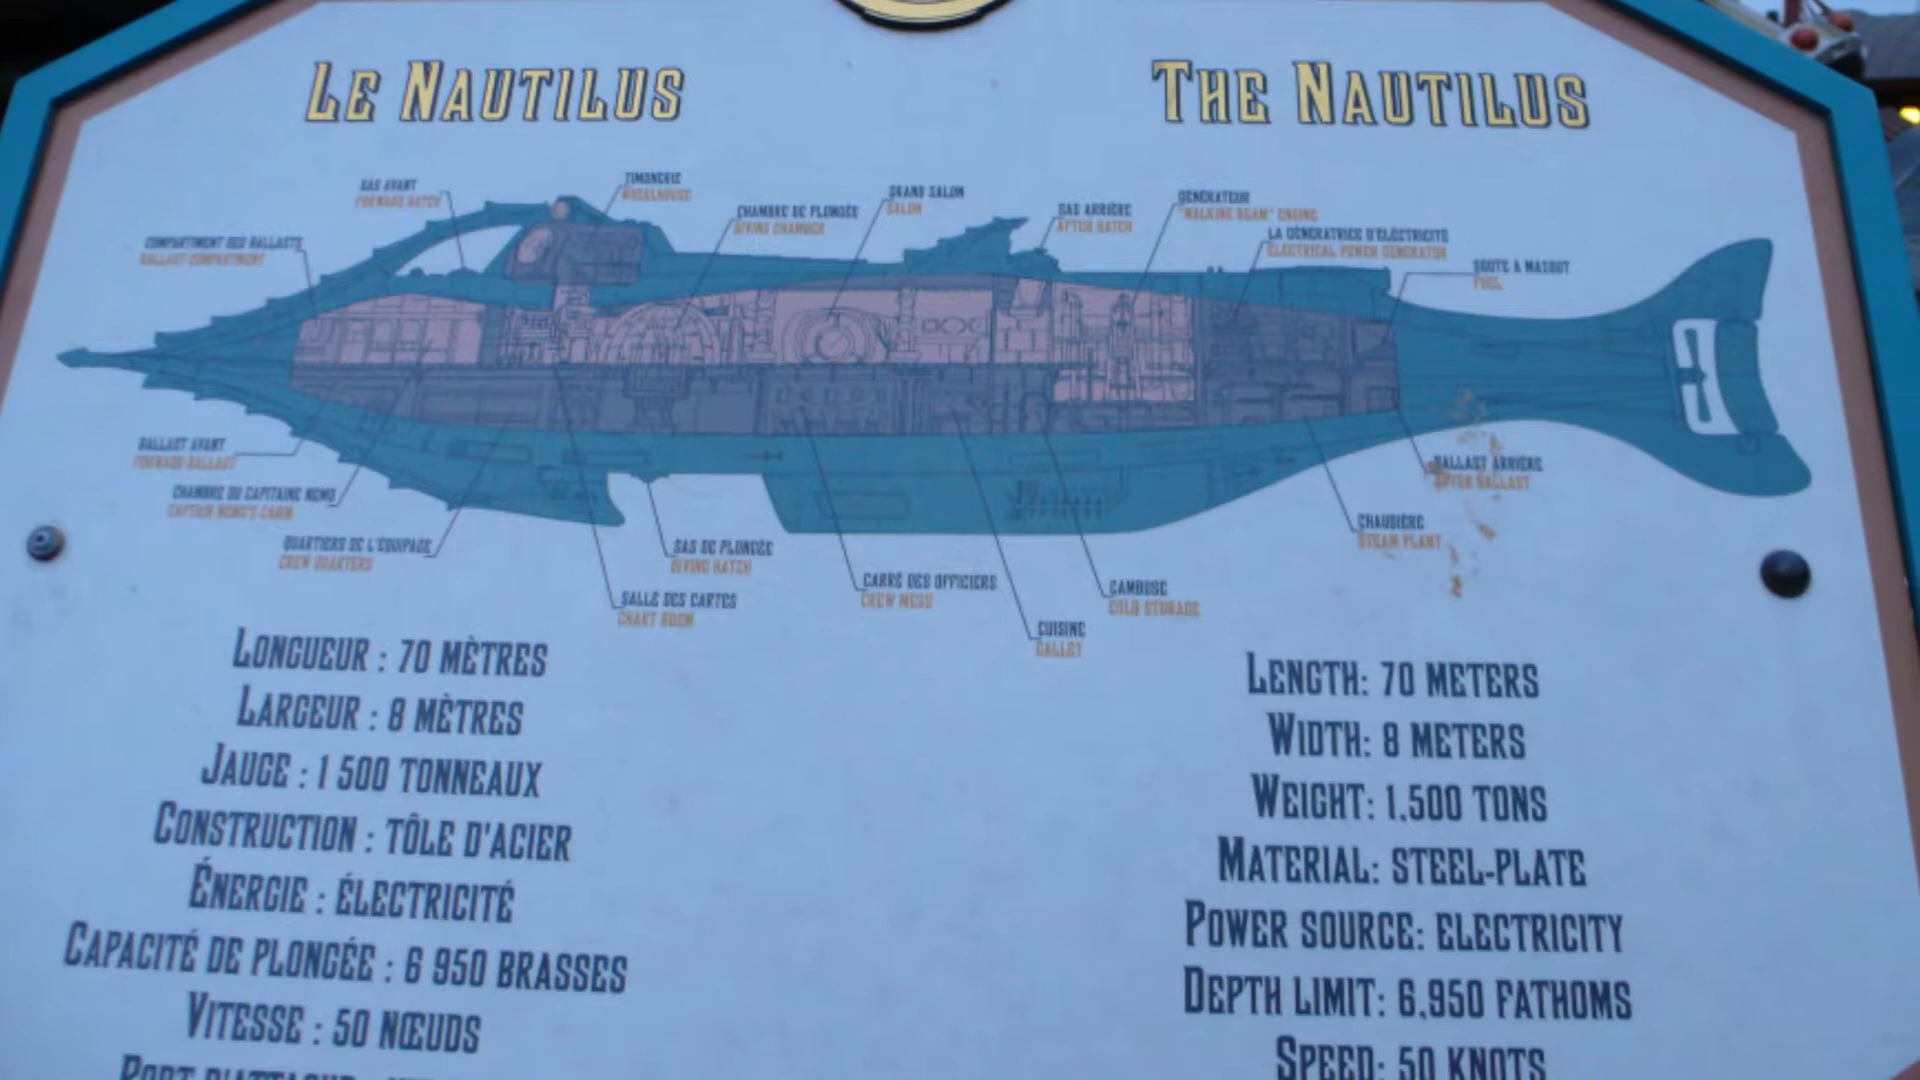 LE NAUTILUS
THE NAUTILUS
SAS AVANT
FORWARD HATCH
TIMONERIE
WHEELHOUSE
CHAMBRE DE PLONGÉE
DIVING CHAMBER
GRAND SALON
SALON
SAS ARRIÈRE
AFTER HATCH
GÉNÉRATEUR
"WALKING BEAM" ENGINE
LA GÉNÉRATRICE D'ÉLECTRICITÉ
ELECTRICAL POWER GENERATOR
SOUTE A MAZOUT
FUEL
COMPARTIMENT DES BALLASTS
BALLAST COMPARTMENT
BALLAST AVANT
FORWARD BALLAST
CHAMBRE DU CAPITAINE NEMO
CAPTAIN NEMO'S CABIN
QUARTIERS DE L'ÉQUIPAGE
CREW QUARTERS
SAS DE PLONGÉE
DIVING HATCH
SALLE DES CARTES
CHART ROOM
CARRÉ DES OFFICIERS
CREW MESS
CUISINE
GALLEY
CAMBUSE
COLD STORAGE
CHAUDIÈRE
STEAM PLANT
BALLAST ARRIÈRE
AFTER BALLAST
LONGUEUR : 70 MÈTRES
LARGEUR : 8 MÈTRES
JAUGE : 1 500 TONNEAUX
CONSTRUCTION : TÔLE D'ACIER
ÉNERGIE : ÉLECTRICITÉ
CAPACITÉ DE PLONGÉE : 6 950 BRASSES
VITESSE : 50 NŒUDS
PORT D'ATTACHE :
LENGTH: 70 METERS
WIDTH: 8 METERS
WEIGHT: 1,500 TONS
MATERIAL: STEEL-PLATE
POWER SOURCE: ELECTRICITY
DEPTH LIMIT: 6,950 FATHOMS
SPEED: 50 KNOTS